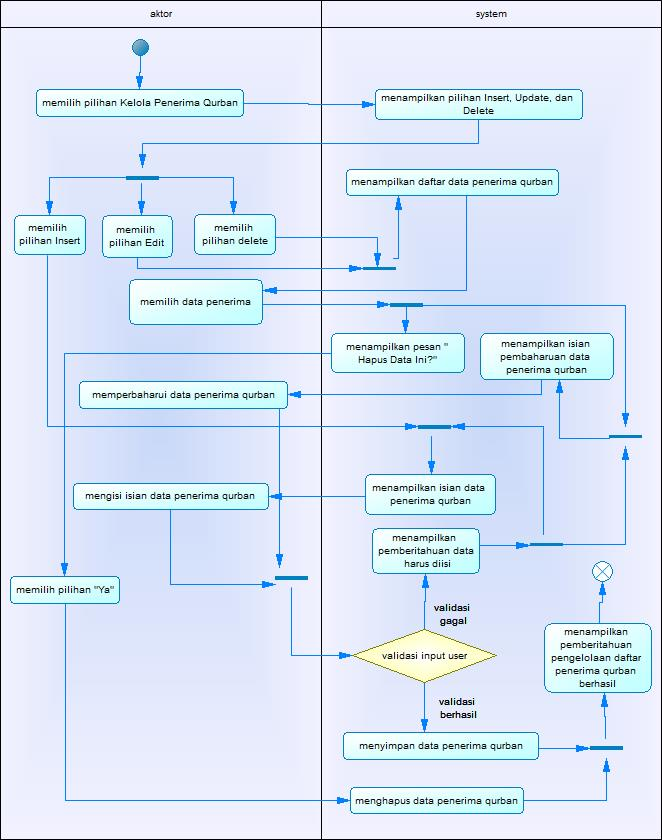 aktor
system
memilih pilihan Kelola Penerima Qurban
menampilkan pilihan Insert, Update, dan
Delete
menampilkan daftar data penerima qurban
memilih
pilihan Insert
memilih
pilihan Edit
memilih
pilihan delete
memilih data penerima
menampilkan pesan "
Hapus Data Ini?"
menampilkan isian
pembaharuan data
penerima qurban
memperbaharui data penerima qurban
menampilkan isian data
penerima qurban
mengisi isian data penerima qurban
menampilkan
pemberitahuan data
harus diisi
memilih pilihan "Ya"
validasi
gagal
validasi input user
menampilkan
pemberitahuan
pengelolaan daftar
penerima qurban
berhasil
validasi
berhasil
menyimpan data penerima qurban
menghapus data penerima qurban